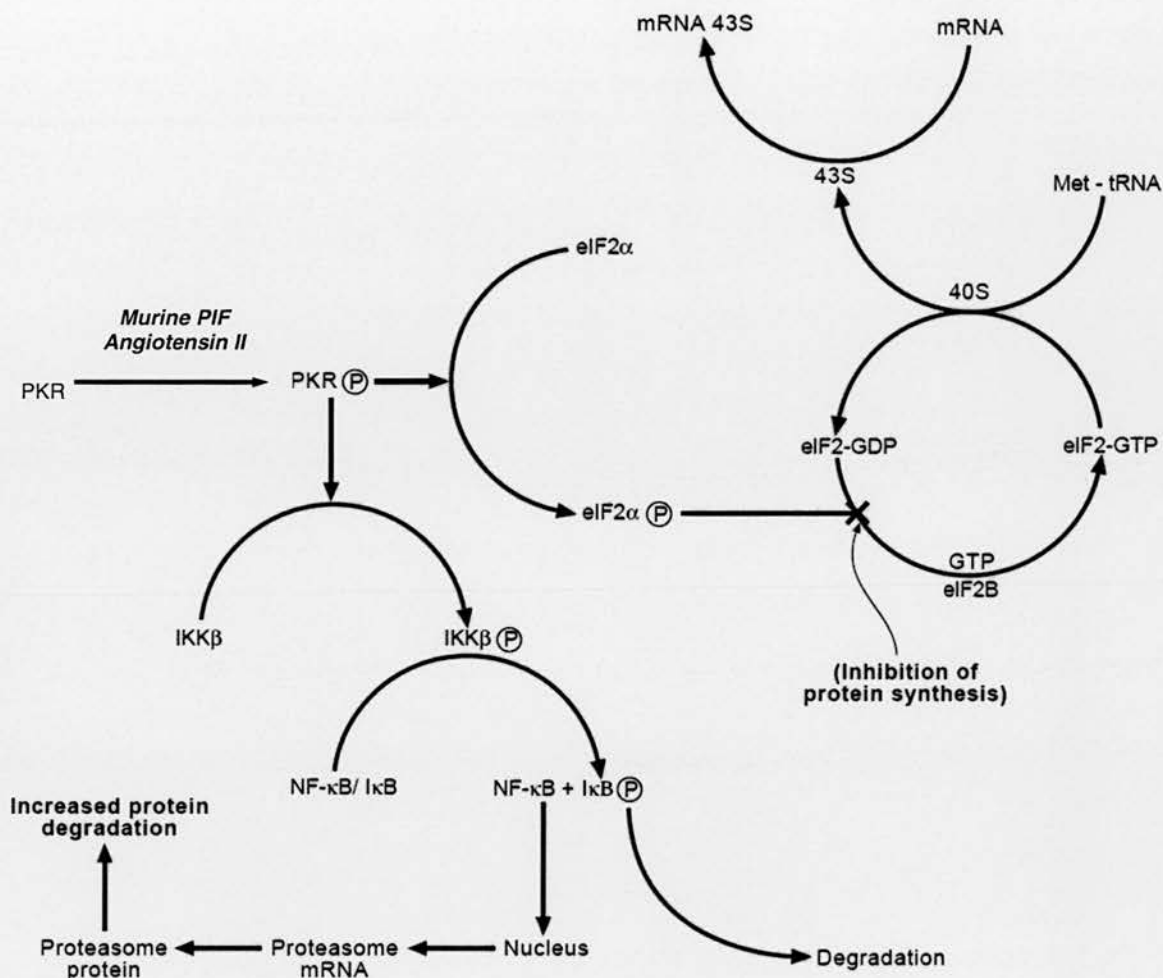 mRNA 43S
mRNA
43S
Met - tRNA
eIF2α
40S
Murine PIF
Angiotensin II
PKR
PKR P
eIF2-GDP
eIF2-GTP
eIF2α P
GTP
eIF2B
IKKβ
IKKβ P
(Inhibition of
protein synthesis)
NF-κB/ IκB
NF-κB + IκB P
Increased protein
degradation
Proteasome
protein
Proteasome
mRNA
Nucleus
Degradation